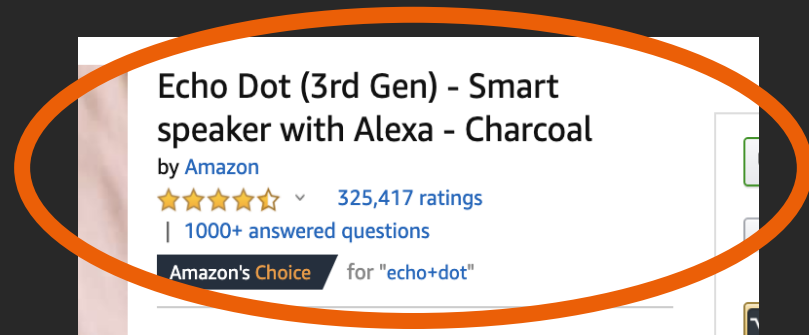 Echo Dot (3rd Gen) - Smart
speaker with Alexa - Charcoal
by Amazon
325,417 ratings
| 1000+ answered questions
Amazon's Choice for "echo+dot"